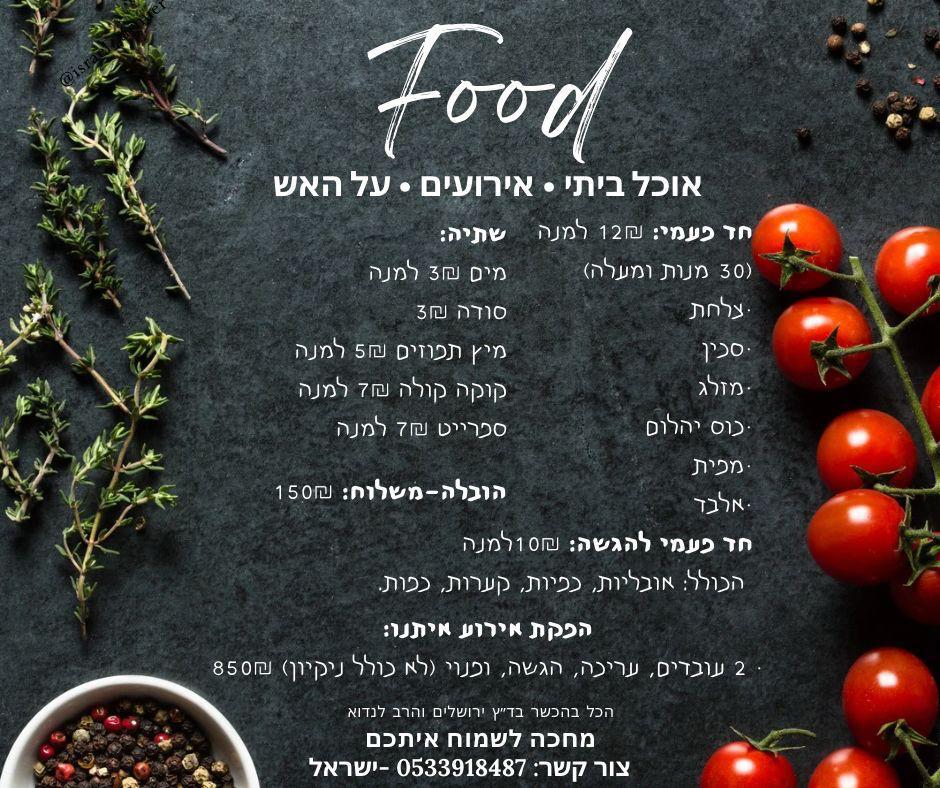 Food
אוכל ביתי • אירועים • על האש
חד פעמי: 12₪ למנה
(30 מנות ומעלה)
·צלחת
·סכין
·מזלג
·כוס יהלום
·מפית
·אלבד
חד פעמי להגשה: 10₪למנה
הכולל: אובליות, כפיות, קערות, כפות.
שתיה:
מים 3₪ למנה
סודה 3₪
מיץ תפוזים 5₪ למנה
קוקה קולה 7₪ למנה
ספרייט 7₪ למנה
הובלה-משלוח: 150₪
הפקת אירוע איתנו:
· 2 עובדים, עריכה, הגשה, ופנוי (לא כולל ניקיון) 850₪
הכל בהכשר בד״ץ ירושלים והרב לנדוא
מחכה לשמוח איתכם
צור קשר: 0533918487 -ישראל